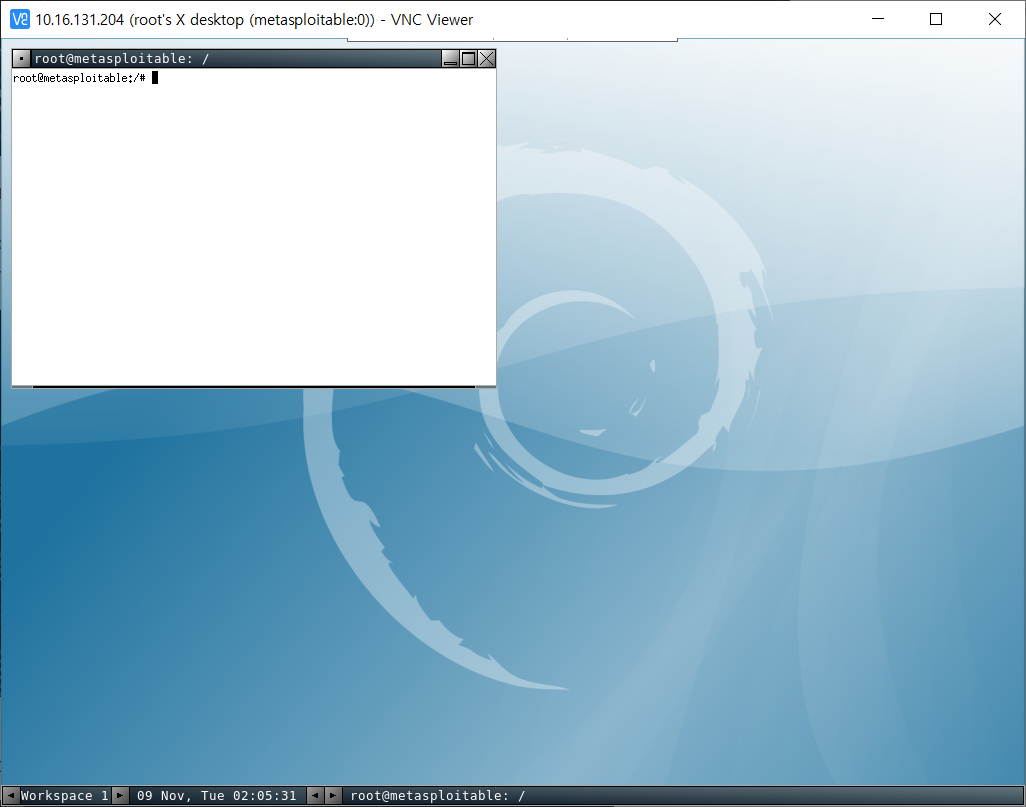 10.16.131.204 (root's X desktop (metasploitable:0)) - VNC Viewer
root@metasploitable: /
root@metasploitable:/#
Workspace 1 09 Nov, Tue 02:05:31 root@metasploitable: /